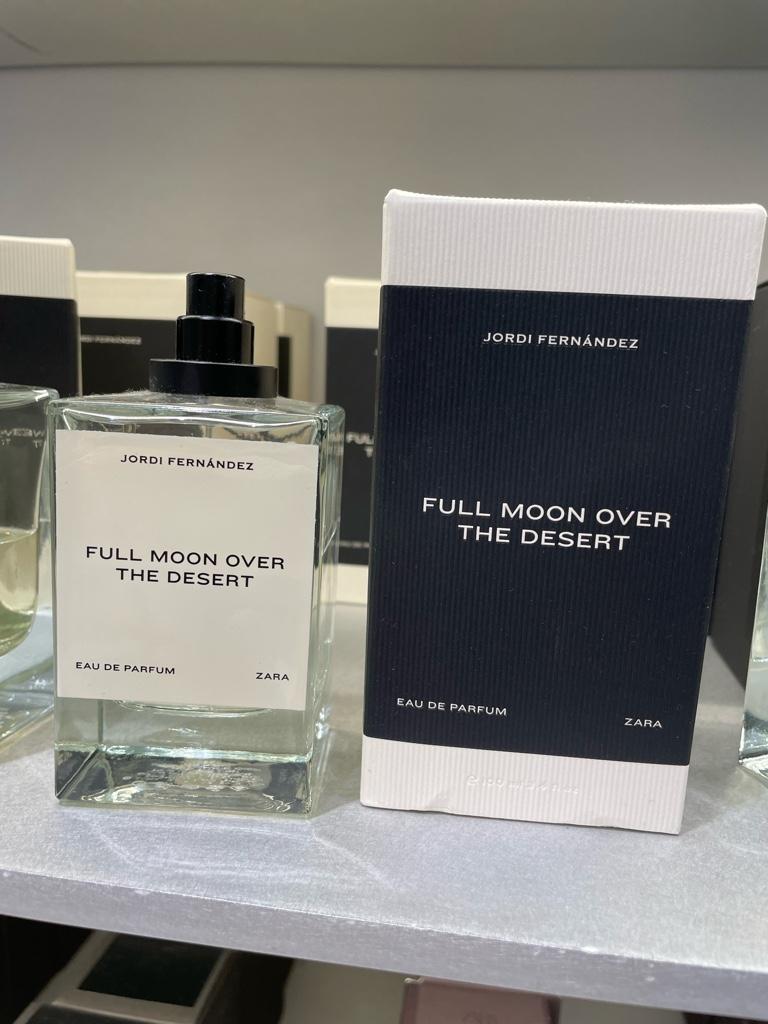 JORDI FERNÁNDEZ
FULL MOON OVER
THE DESERT
EAU DE PARFUM
ZARA
JORDI FERNÁNDEZ
FULL MOON OVER
THE DESERT
EAU DE PARFUM
ZARA